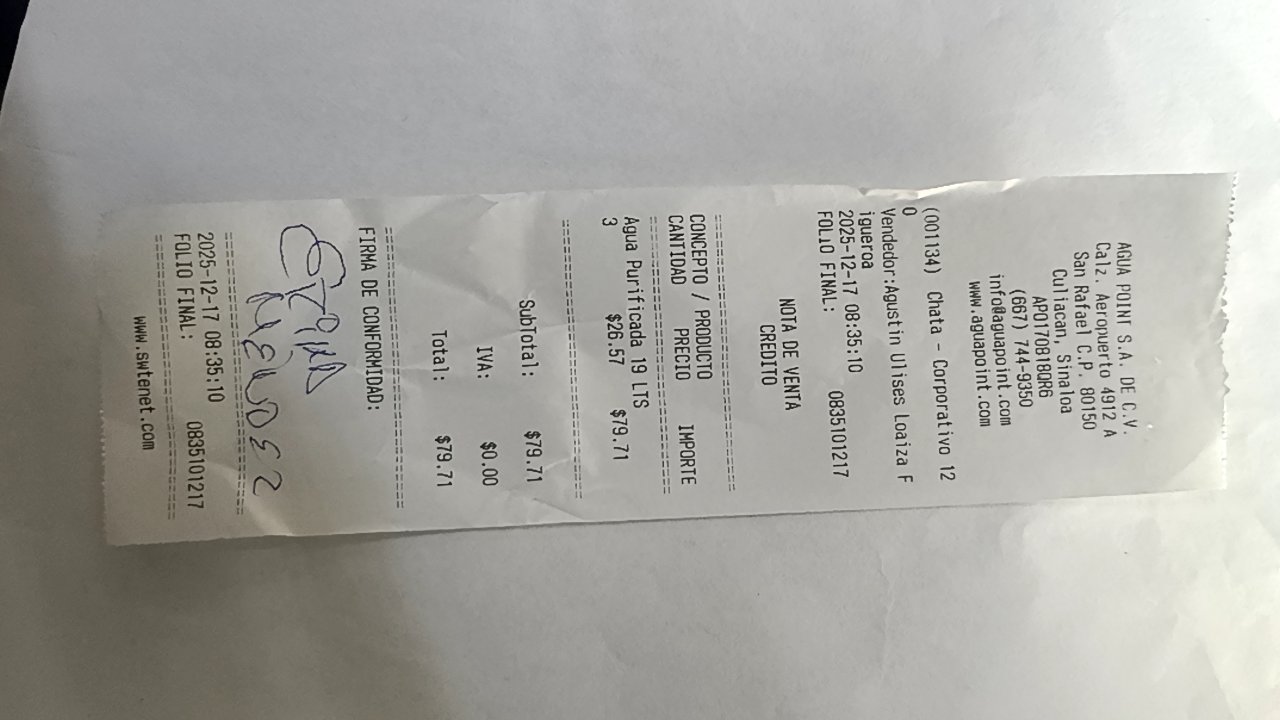 AGUA POINT S.A. DE C.V.
Calz. Aeropuerto 4912 A
San Rafael C.P. 80150
Culiacan, Sinaloa
APO170818QR6
(667) 744-9350
info@aguapoint.com
www.aguapoint.com
(001134) Chata - Corporativo 12
0
Vendedor:Agustin Ulises Loaiza F
igueroa
2025-12-17 08:35:10
FOLIO FINAL: 0835101217
NOTA DE VENTA
CREDITO
CONCEPTO / PRODUCTO
CANTIDAD PRECIO IMPORTE
Agua Purificada 19 LTS
3 $26.57 $79.71
SubTotal: $79.71
IVA: $0.00
Total: $79.71
FIRMA DE CONFORMIDAD:
2025-12-17 08:35:10
FOLIO FINAL: 0835101217
www.swtenet.com